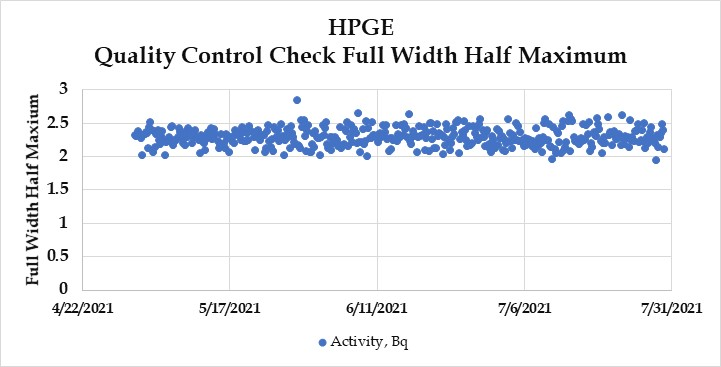 HPGE
Quality Control Check Full Width Half Maximum
Full Width Half Maxium
3
2.5
2
1.5
1
0.5
0
4/22/2021 5/17/2021 6/11/2021 7/6/2021 7/31/2021
Activity, Bq